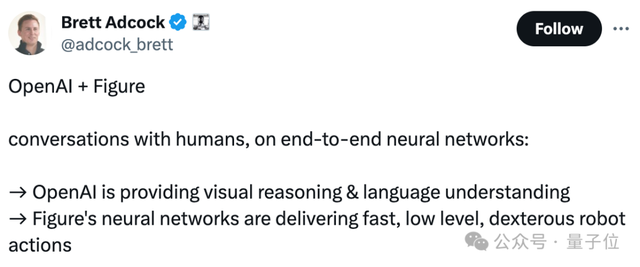 Brett Adcock
@adcock_brett
Follow
OpenAI + Figure
conversations with humans, on end-to-end neural networks:
→ OpenAI is providing visual reasoning & language understanding
→ Figure's neural networks are delivering fast, low level, dexterous robot
actions
公众号 · 量子位